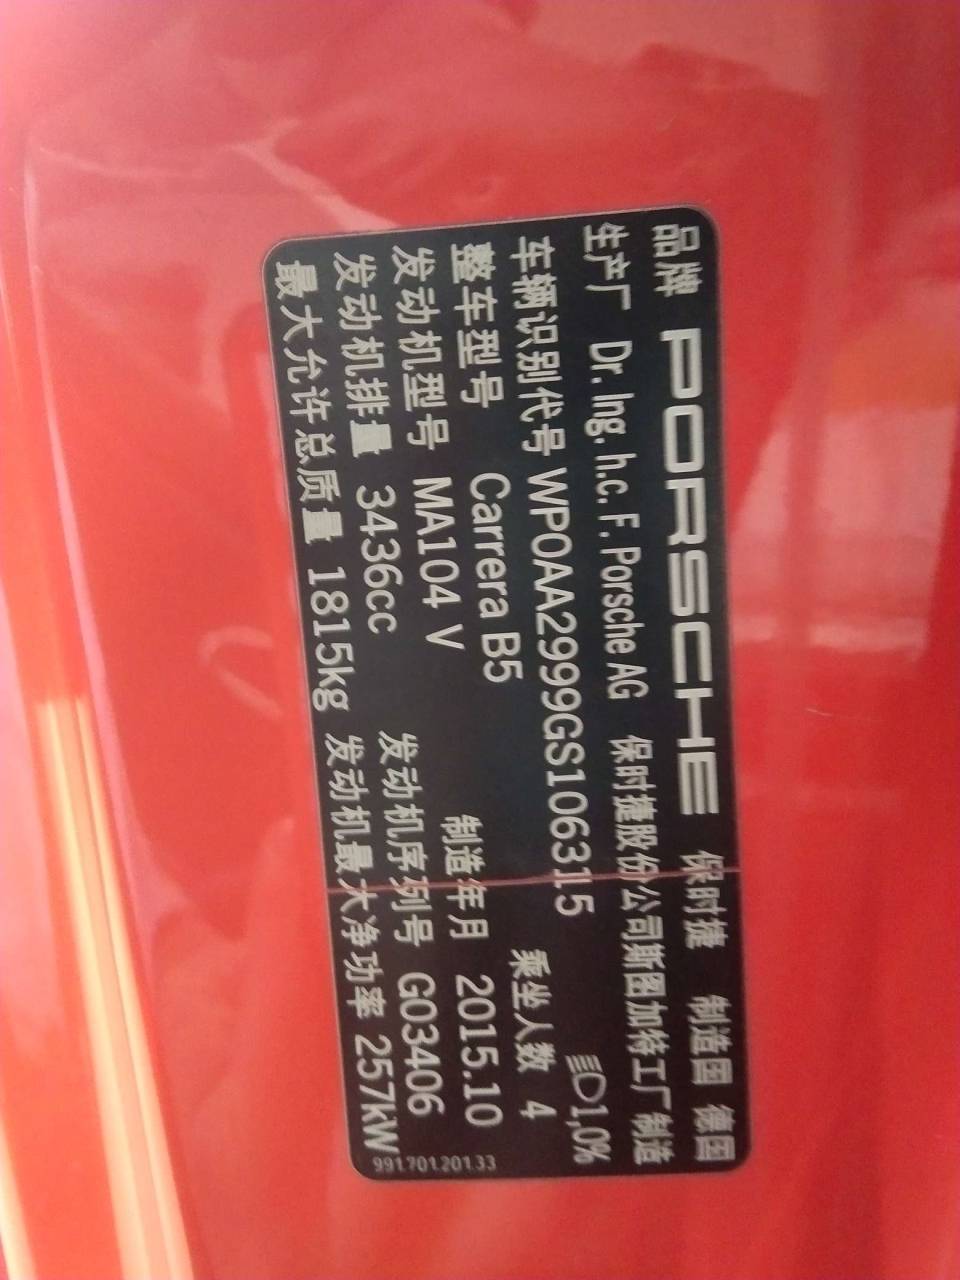 品牌 PORSCHE 保时捷 制造国 德国
生产厂 Dr. Ing. h.c. F. Porsche AG 保时捷股份公司斯图加特工厂制造
1,0%
车辆识别代号 WP0AA2999GS106315 乘坐人数 4
整车型号 Carrera B5 制造年月 2015.10
发动机型号 MA104 V 发动机序列号 G03406
发动机排量 3436cc 发动机最大净功率 257kW
最大允许总质量 1815kg
991.701.201.33